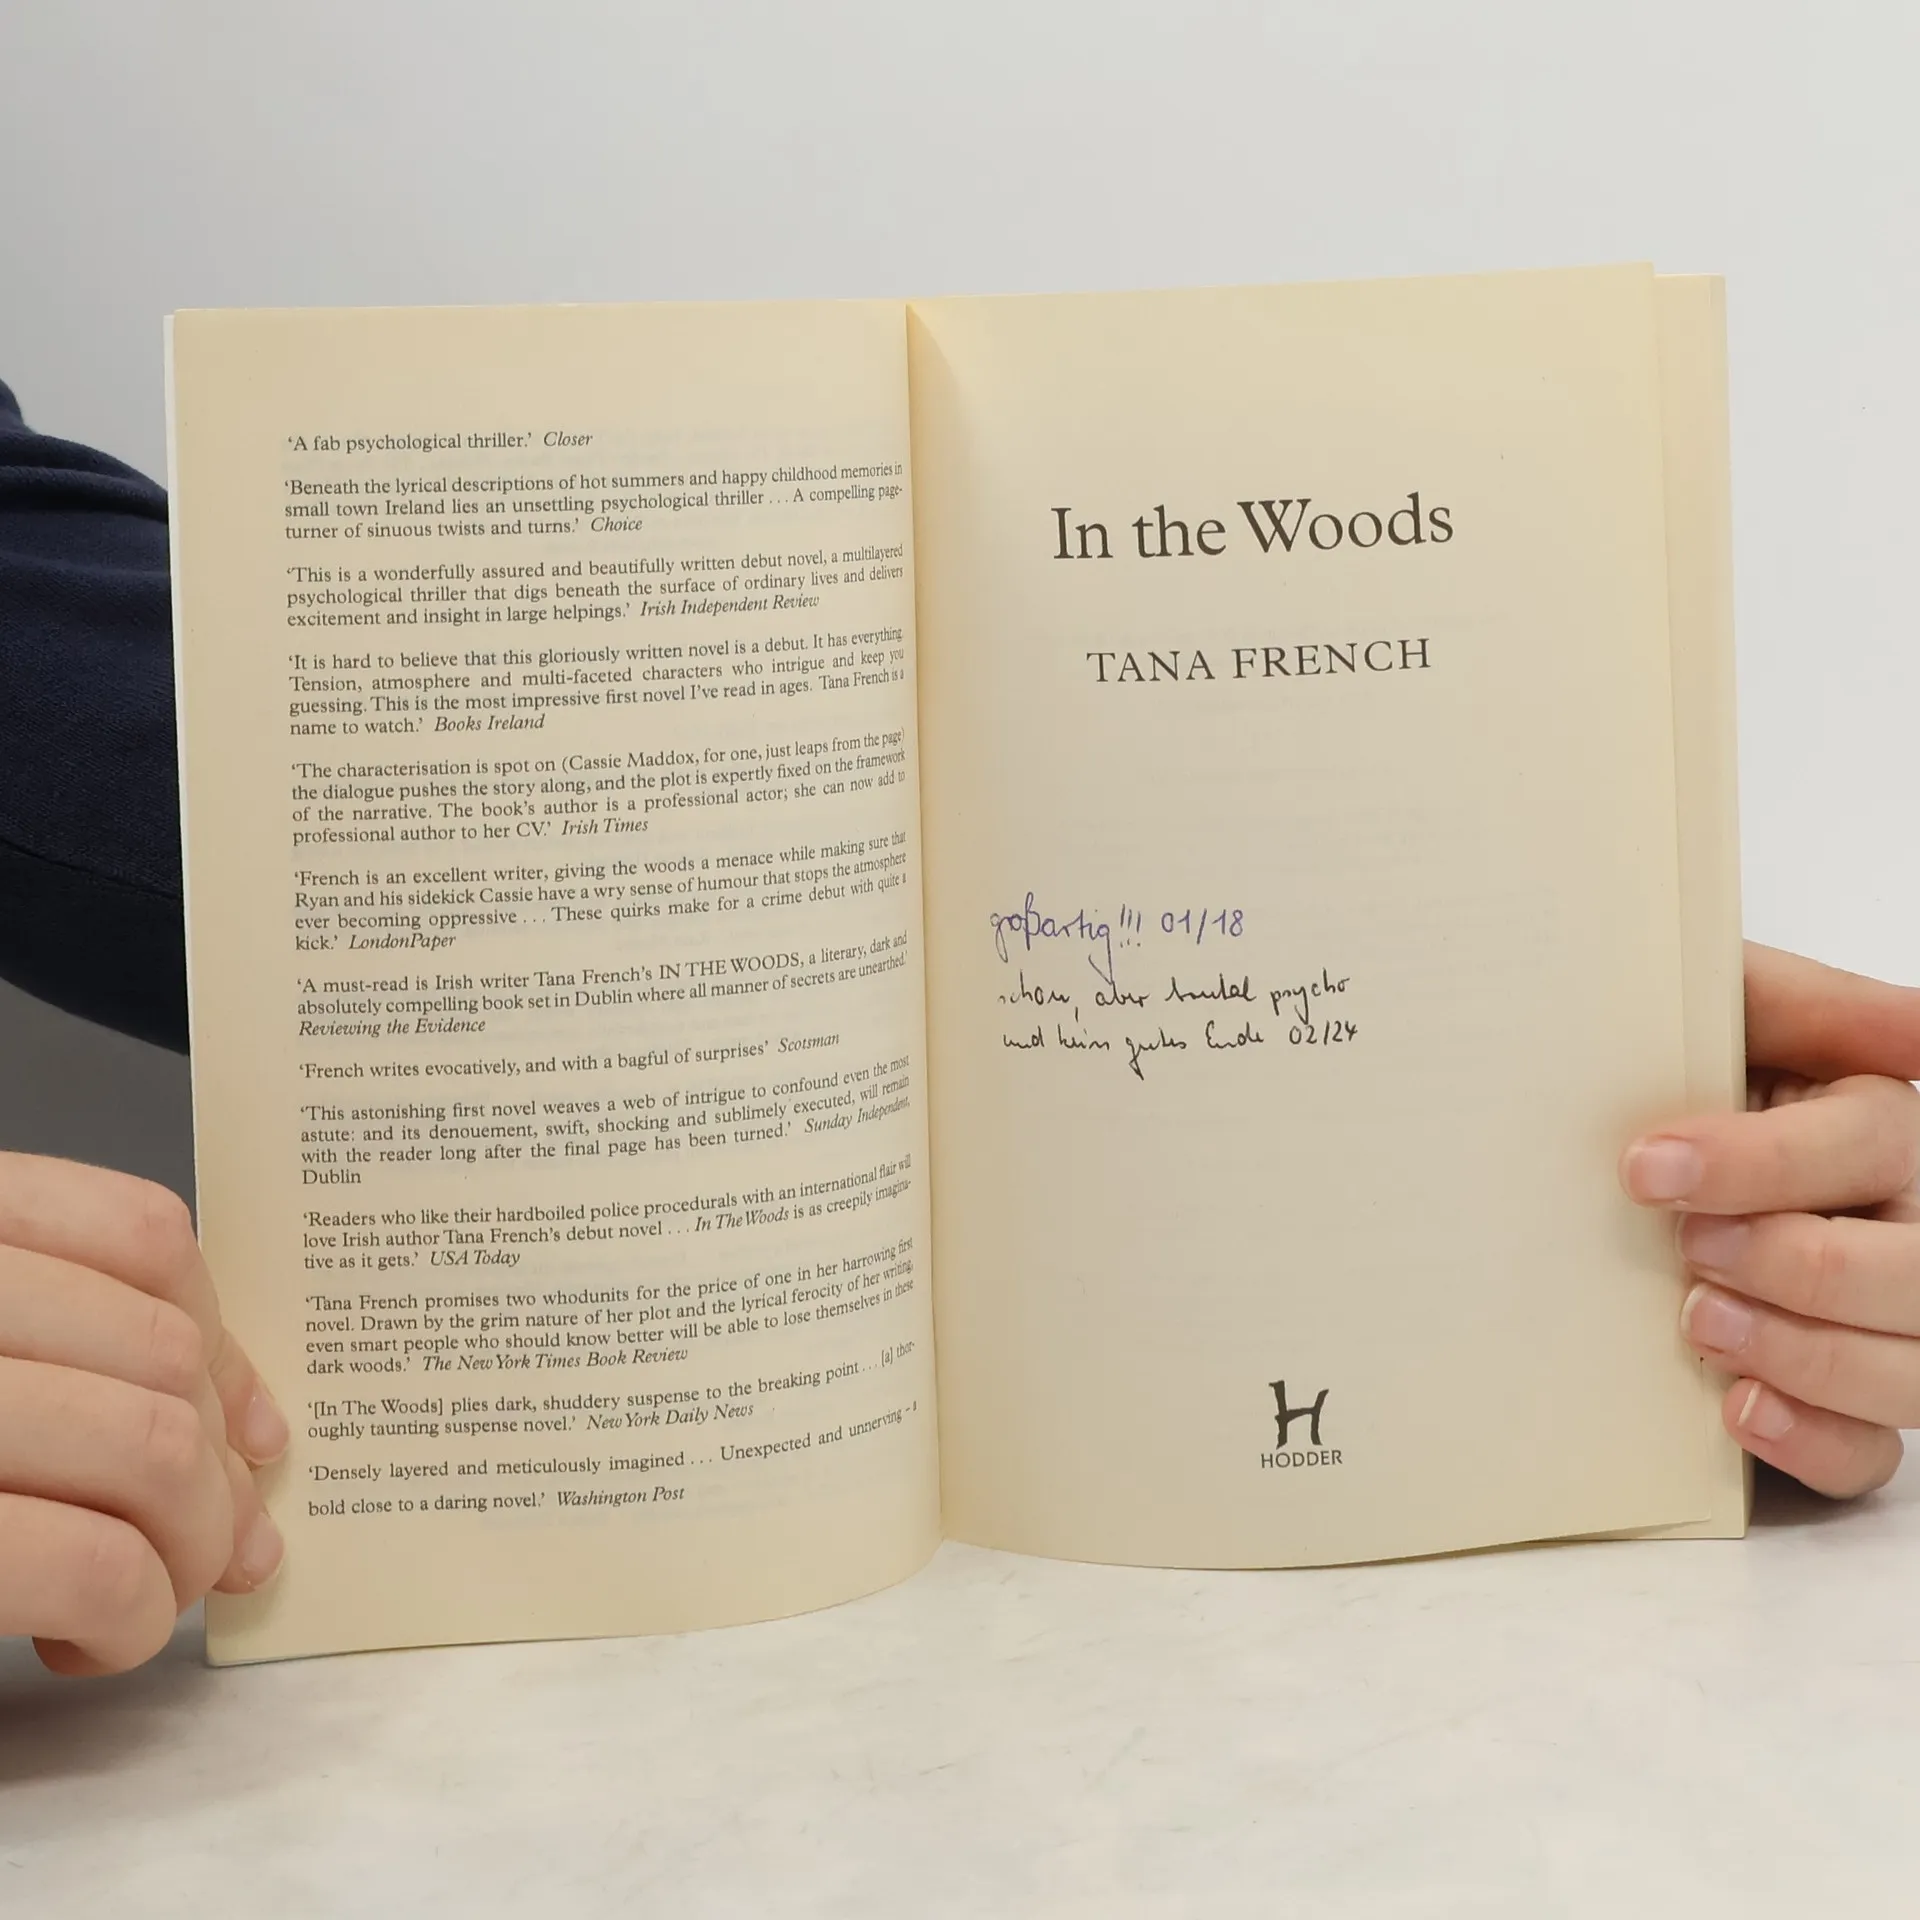 ‘A fab psychological thriller.’ Closer
‘Beneath the lyrical descriptions of hot summers and happy childhood memories in
small town Ireland lies an unsettling psychological thriller . . . A compelling page-
turner of sinuous twists and turns.’ Choice
‘This is a wonderfully assured and beautifully written debut novel, a multilayered
psychological thriller that digs beneath the surface of ordinary lives and delivers
excitement and insight in large helpings.’ Irish Independent Review
‘It is hard to believe that this gloriously written novel is a debut. It has everything
Tension, atmosphere and multi-faceted characters who intrigue and keep you
guessing. This is the most impressive first novel I’ve read in ages. Tana French is a
name to watch.’ Books Ireland
‘The characterisation is spot on (Cassie Maddox, for one, just leaps from the page)
the dialogue pushes the story along, and the plot is expertly fixed on the framework
of the narrative. The book’s author is a professional actor; she can now add to
professional author to her CV.’ Irish Times
‘French is an excellent writer, giving the woods a menace while making sure that
Ryan and his sidekick Cassie have a wry sense of humour that stops the atmosphere
ever becoming oppressive . . . These quirks make for a crime debut with quite a
kick.’ LondonPaper
‘A must-read is Irish writer Tana French’s IN THE WOODS, a literary, dark and
absolutely compelling book set in Dublin where all manner of secrets are unearthed.’
Reviewing the Evidence
‘French writes evocatively, and with a bagful of surprises’ Scotsman
‘This astonishing first novel weaves a web of intrigue to confound even the most
astute: and its denouement, swift, shocking and sublimely executed, will remain
with the reader long after the final page has been turned.’ Sunday Independent,
Dublin
‘Readers who like their hardboiled police procedurals with an international flair will
love Irish author Tana French’s debut novel . . . In The Woods is as creepily imagina-
tive as it gets.’ USA Today
‘Tana French promises two whodunits for the price of one in her harrowing first
novel. Drawn by the grim nature of her plot and the lyrical ferocity of her writing,
even smart people who should know better will be able to lose themselves in these
dark woods.’ The New York Times Book Review
‘[In The Woods] plies dark, shuddery suspense to the breaking point . . . [a] thor-
oughly taunting suspense novel.’ New York Daily News
‘Densely layered and meticulously imagined . . . Unexpected and unnerving – a
bold close to a daring novel.’ Washington Post
In the Woods
TANA FRENCH
großartig!!! 01/18
schon, aber brutal psycho
und kein gutes Ende 02/24
H
HODDER